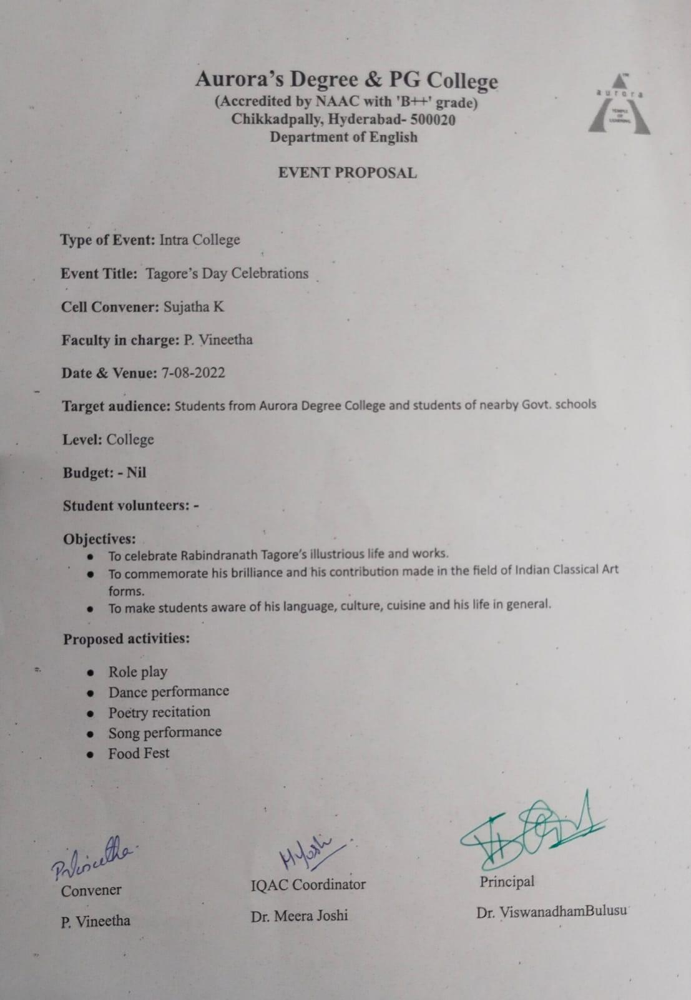 Aurora's Degree & PG College
(Accredited by NAAC with 'B++' grade)
Chikkadpally, Hyderabad- 500020
Department of English
TM
aurora
TEMPLE
OF
LEARNING
EVENT PROPOSAL
Type of Event: Intra College
Event Title: Tagore's Day Celebrations
Cell Convener: Sujatha K
Faculty in charge: P. Vineetha
Date & Venue: 7-08-2022
Target audience: Students from Aurora Degree College and students of nearby Govt. schools
Level: College
Budget: - Nil
Student volunteers: -
Objectives:
● To celebrate Rabindranath Tagore's illustrious life and works.
● To commemorate his brilliance and his contribution made in the field of Indian Classical Art
forms.
● To make students aware of his language, culture, cuisine and his life in general.
Proposed activities:
● Role play
● Dance performance
● Poetry recitation
● Song performance
● Food Fest
P. Vineetha
MJoshi
Convener
IQAC Coordinator
Principal
P. Vineetha
Dr. Meera Joshi
Dr. ViswanadhamBulusu